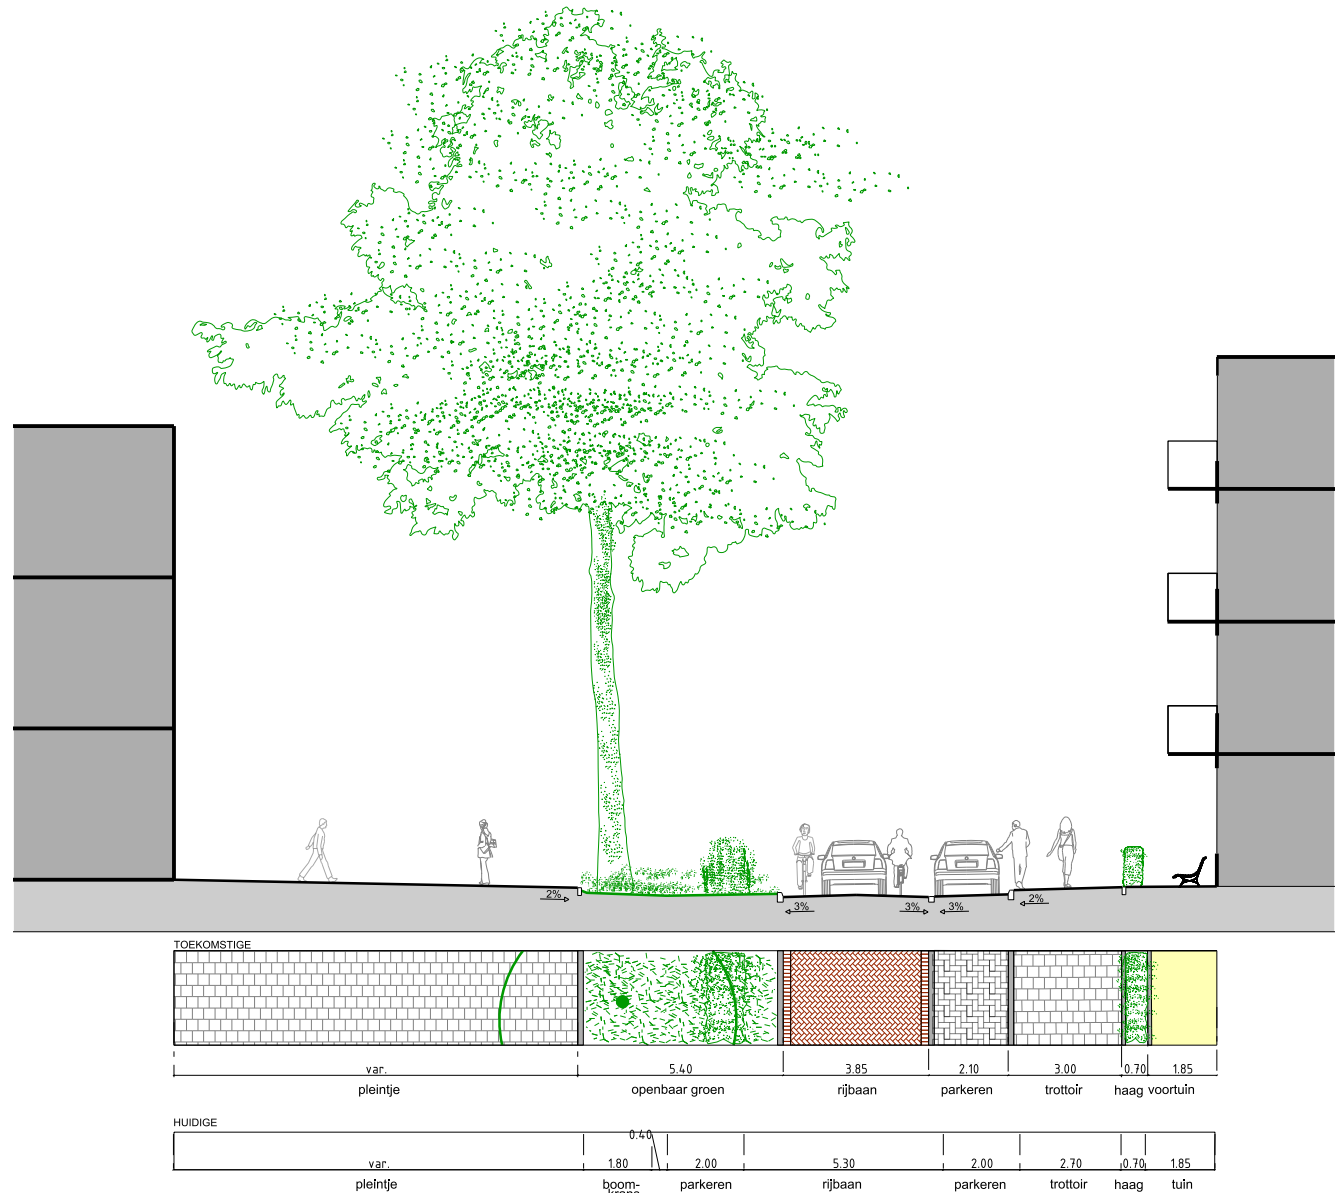 2%
3%
3%
3%
2%
TOEKOMSTIGE
var. 5.40 3.85 2.10 3.00 0.70 1.85
pleintje openbaar groen rijbaan parkeren trottoir haag voortuin
HUIDIGE
0.40
var. 1.80 2.00 5.30 2.00 2.70 0.70 1.85
pleintje boom- parkeren rijbaan parkeren trottoir haag tuin
krans